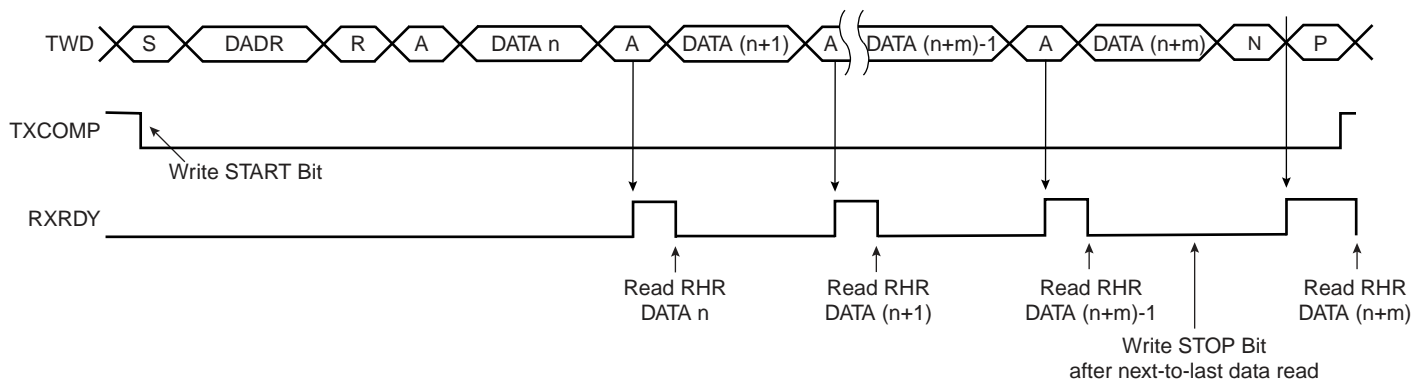 TWD S DADR R A DATA n A DATA (n+1) A DATA (n+m)-1 A DATA (n+m) N P
TXCOMP
Write START Bit
RXRDY
Read RHR
DATA n
Read RHR
DATA (n+1)
Read RHR
DATA (n+m)-1
Read RHR
DATA (n+m)
Write STOP Bit
after next-to-last data read